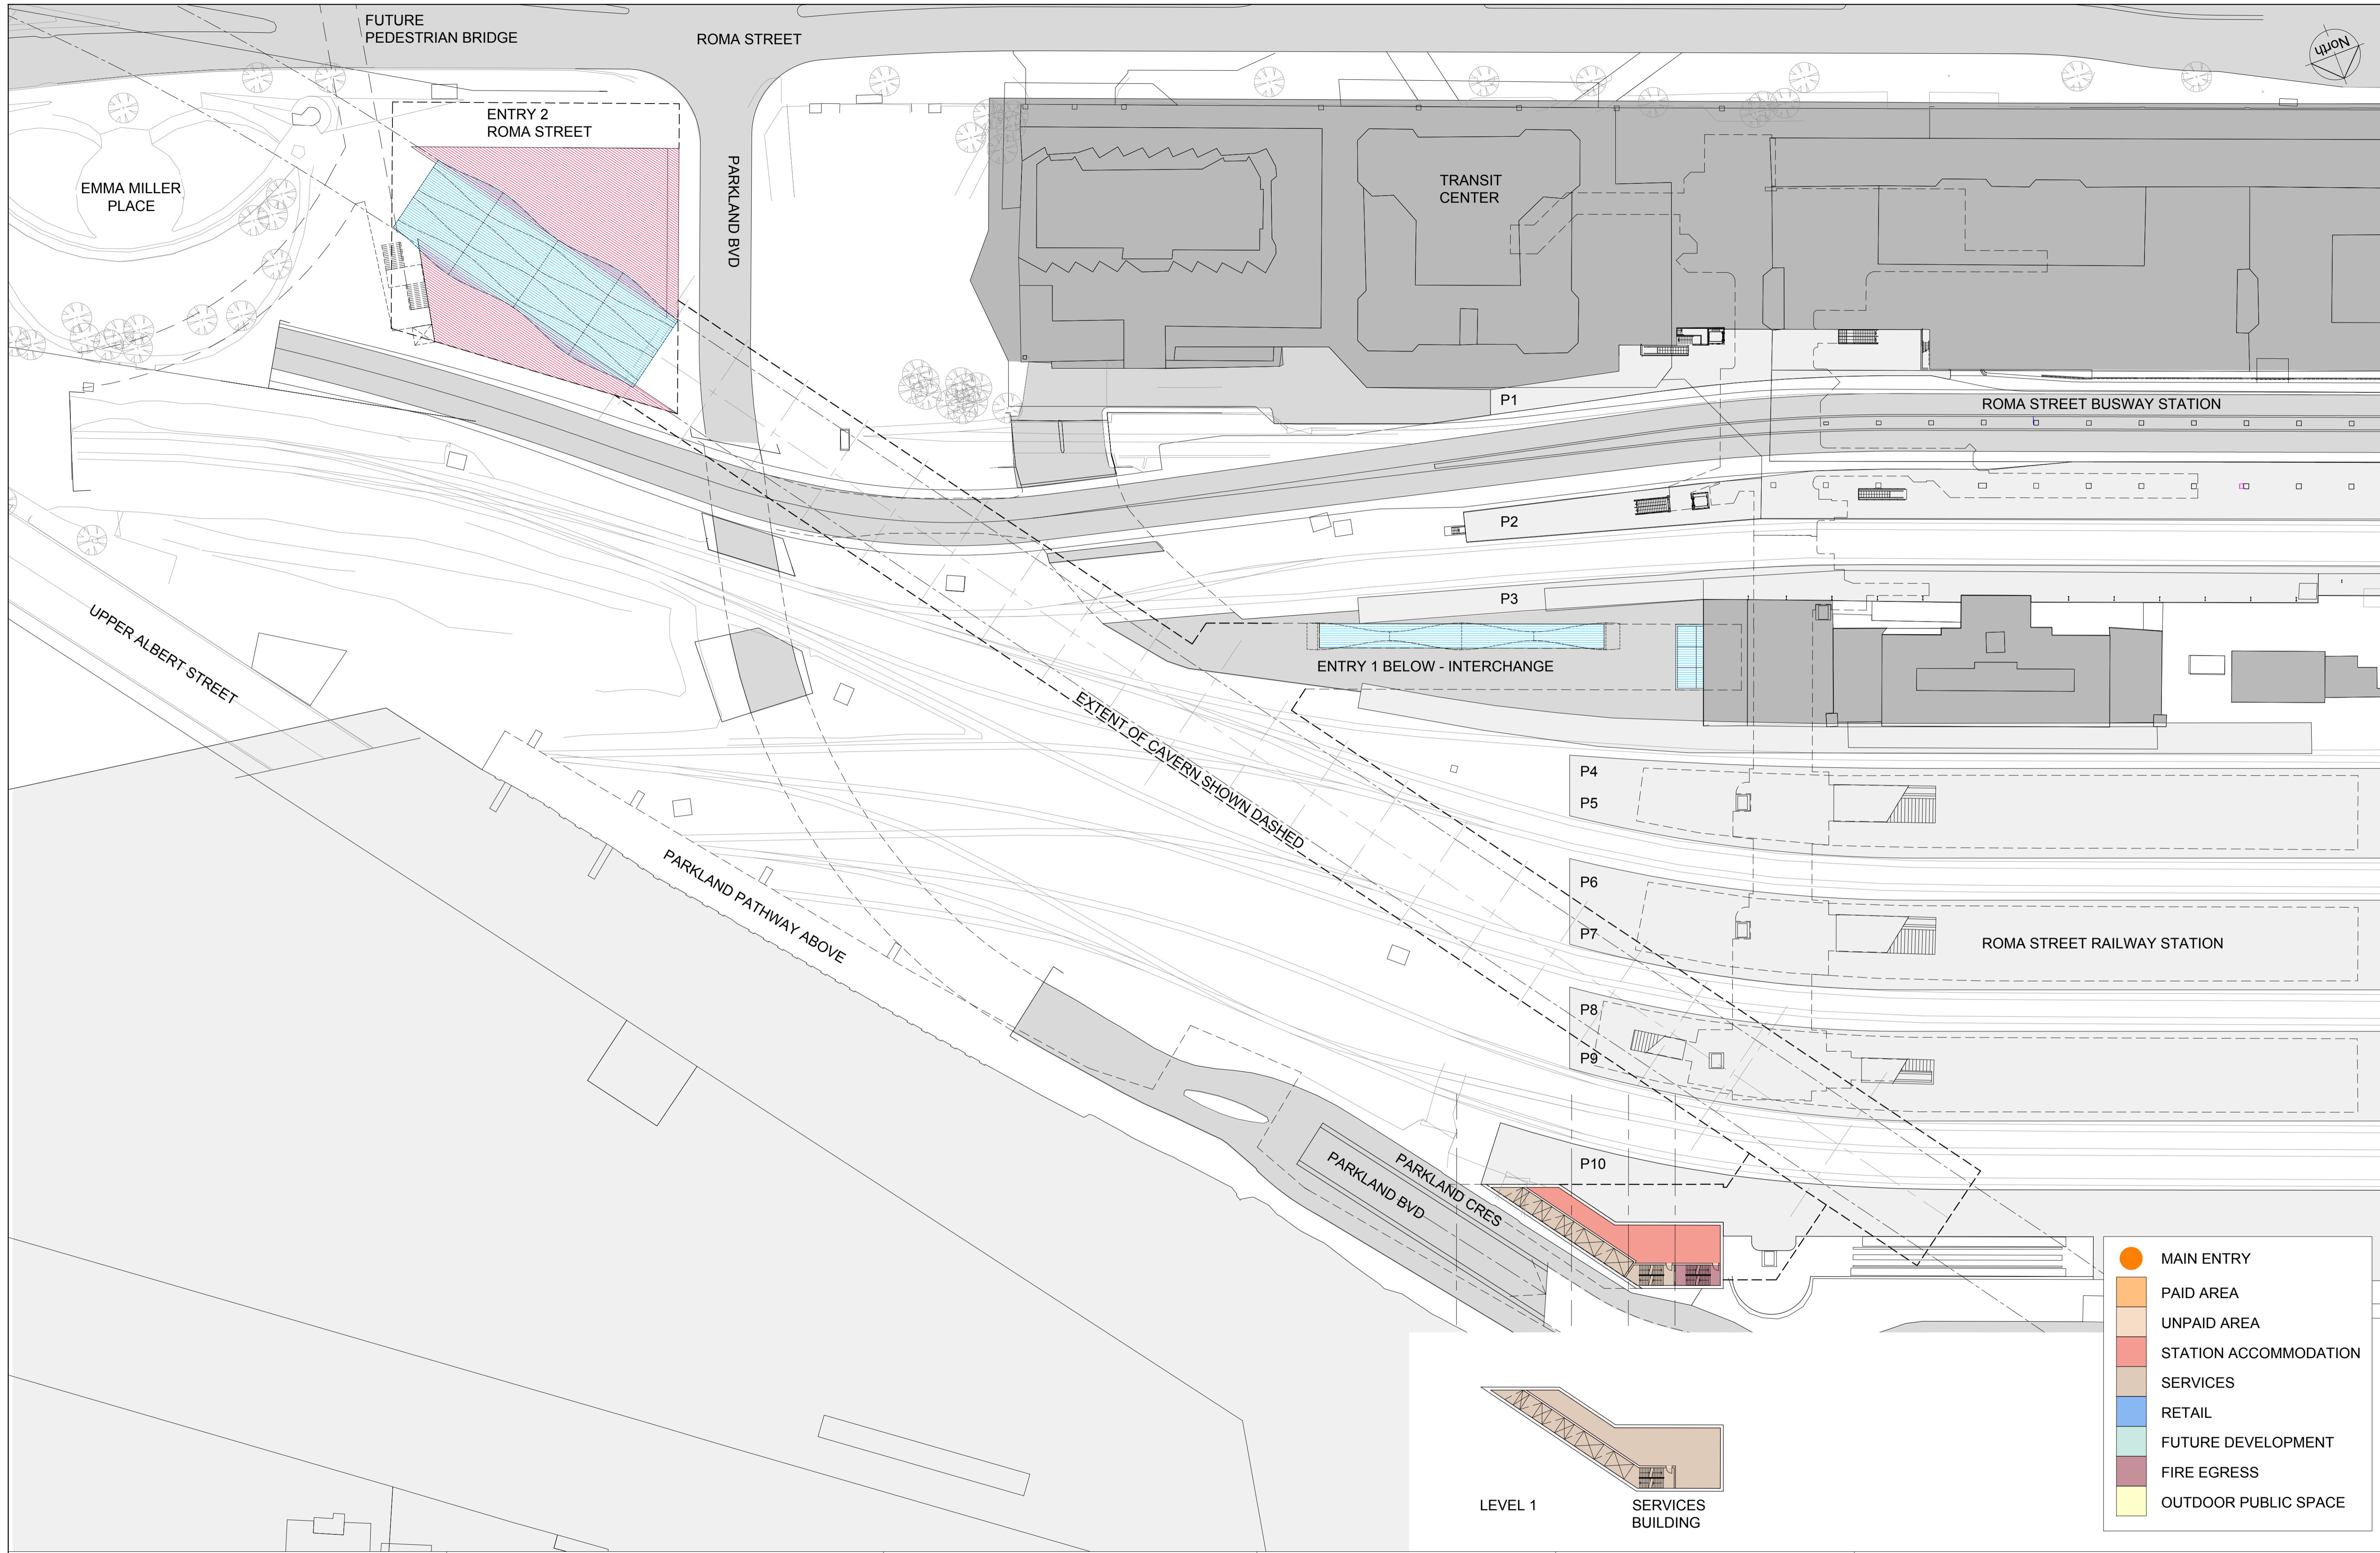 FUTURE
PEDESTRIAN BRIDGE
ROMA STREET
North
ENTRY 2
ROMA STREET
EMMA MILLER
PLACE
PARKLAND BVD
TRANSIT
CENTER
P1
ROMA STREET BUSWAY STATION
P2
P3
UPPER ALBERT STREET
ENTRY 1 BELOW - INTERCHANGE
EXTENT OF CAVERN SHOWN DASHED
P4
P5
PARKLAND PATHWAY ABOVE
P6
P7
ROMA STREET RAILWAY STATION
P8
P9
P10
PARKLAND CRES
PARKLAND BVD
MAIN ENTRY
PAID AREA
UNPAID AREA
STATION ACCOMMODATION
SERVICES
RETAIL
FUTURE DEVELOPMENT
FIRE EGRESS
OUTDOOR PUBLIC SPACE
LEVEL 1
SERVICES
BUILDING